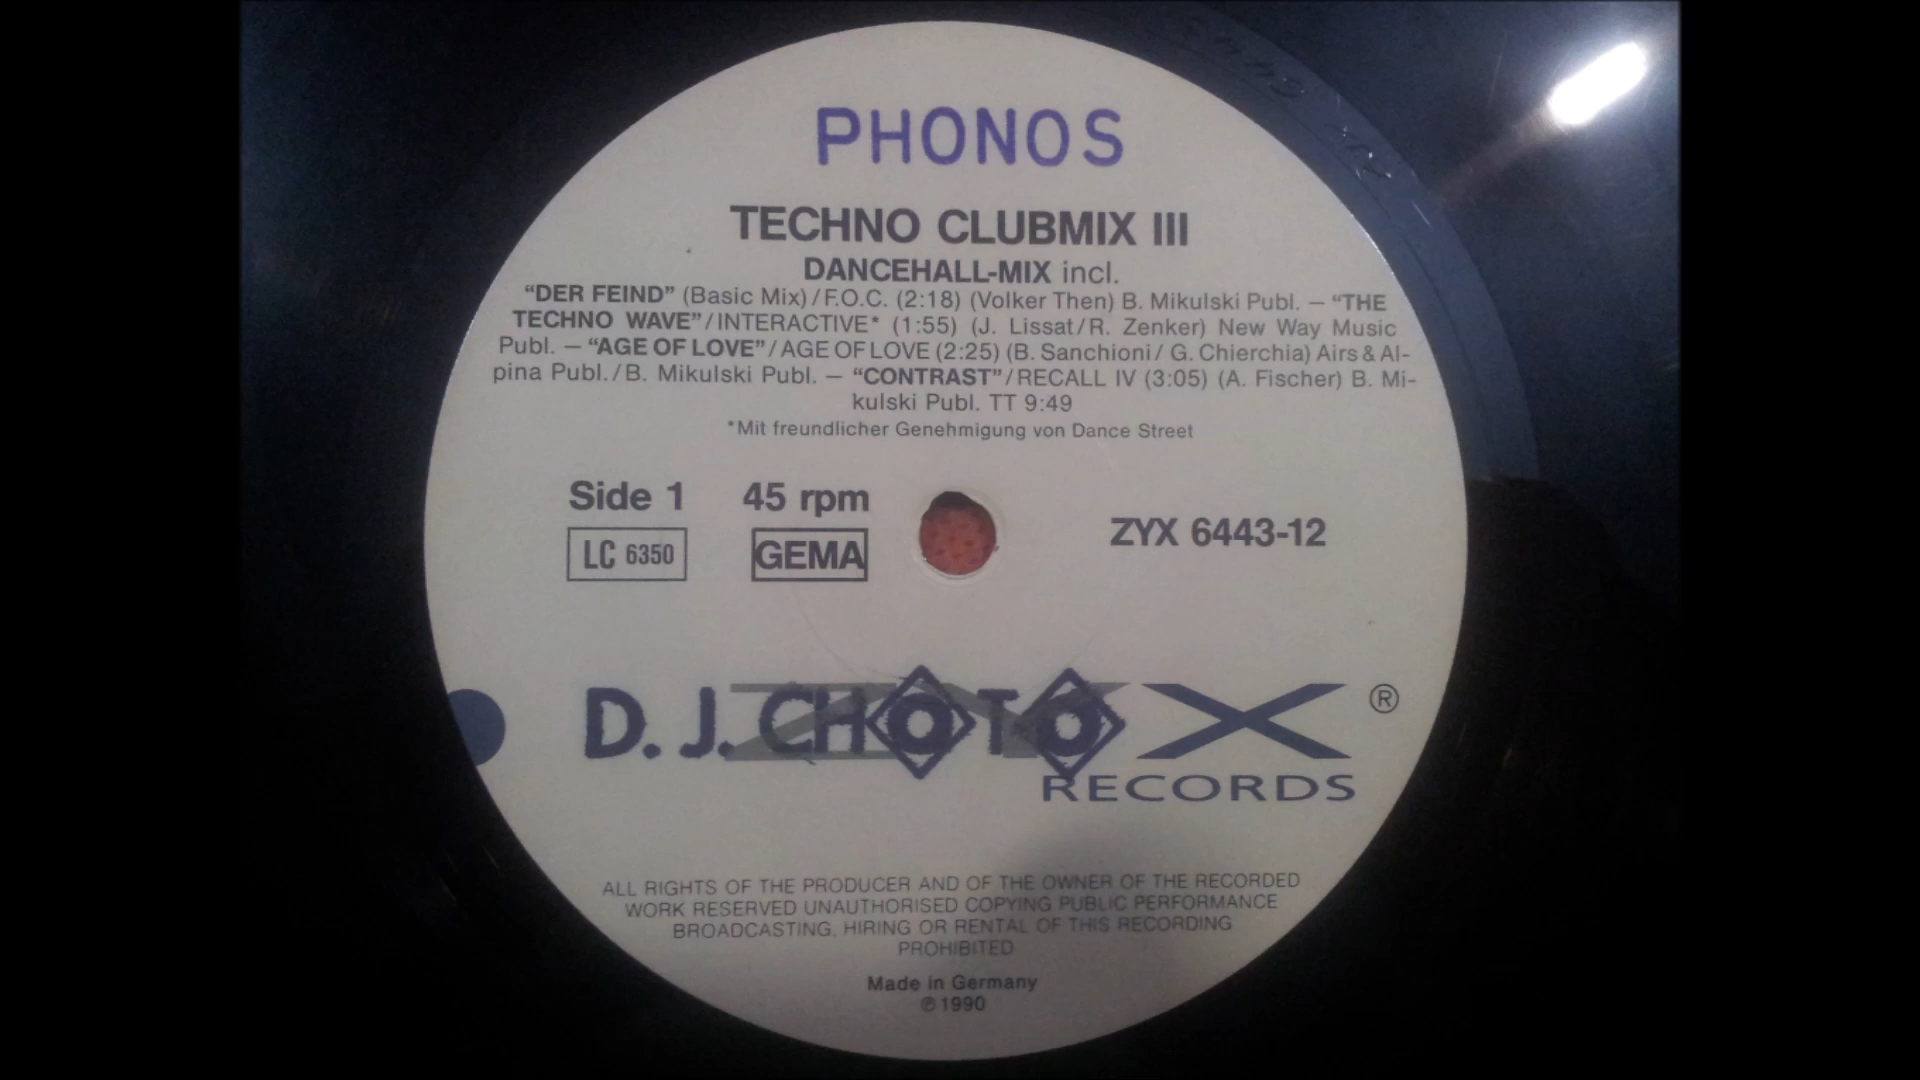 PHONOS
TECHNO CLUBMIX III
DANCEHALL-MIX incl.
“DER FEIND” (Basic Mix)/F.O.C. (2:18) (Volker Then) B. Mikulski Publ. — “THE
TECHNO WAVE”/INTERACTIVE* (1:55) (J. Lissat/R. Zenker) New Way Music
Publ. — “AGE OF LOVE”/AGE OF LOVE (2:25) (B. Sanchioni/ G. Chierchia) Airs & Al-
pina Publ./B. Mikulski Publ. — “CONTRAST”/RECALL IV (3:05) (A. Fischer) B. Mi-
kulski Publ. TT 9:49
*Mit freundlicher Genehmigung von Dance Street
Side 1 45 rpm
LC 6350 GEMA
ZYX 6443-12
D.J. CHOTO
ZYX ®
RECORDS
ALL RIGHTS OF THE PRODUCER AND OF THE OWNER OF THE RECORDED
WORK RESERVED UNAUTHORISED COPYING PUBLIC PERFORMANCE
BROADCASTING, HIRING OR RENTAL OF THIS RECORDING
PROHIBITED
Made in Germany
℗ 1990